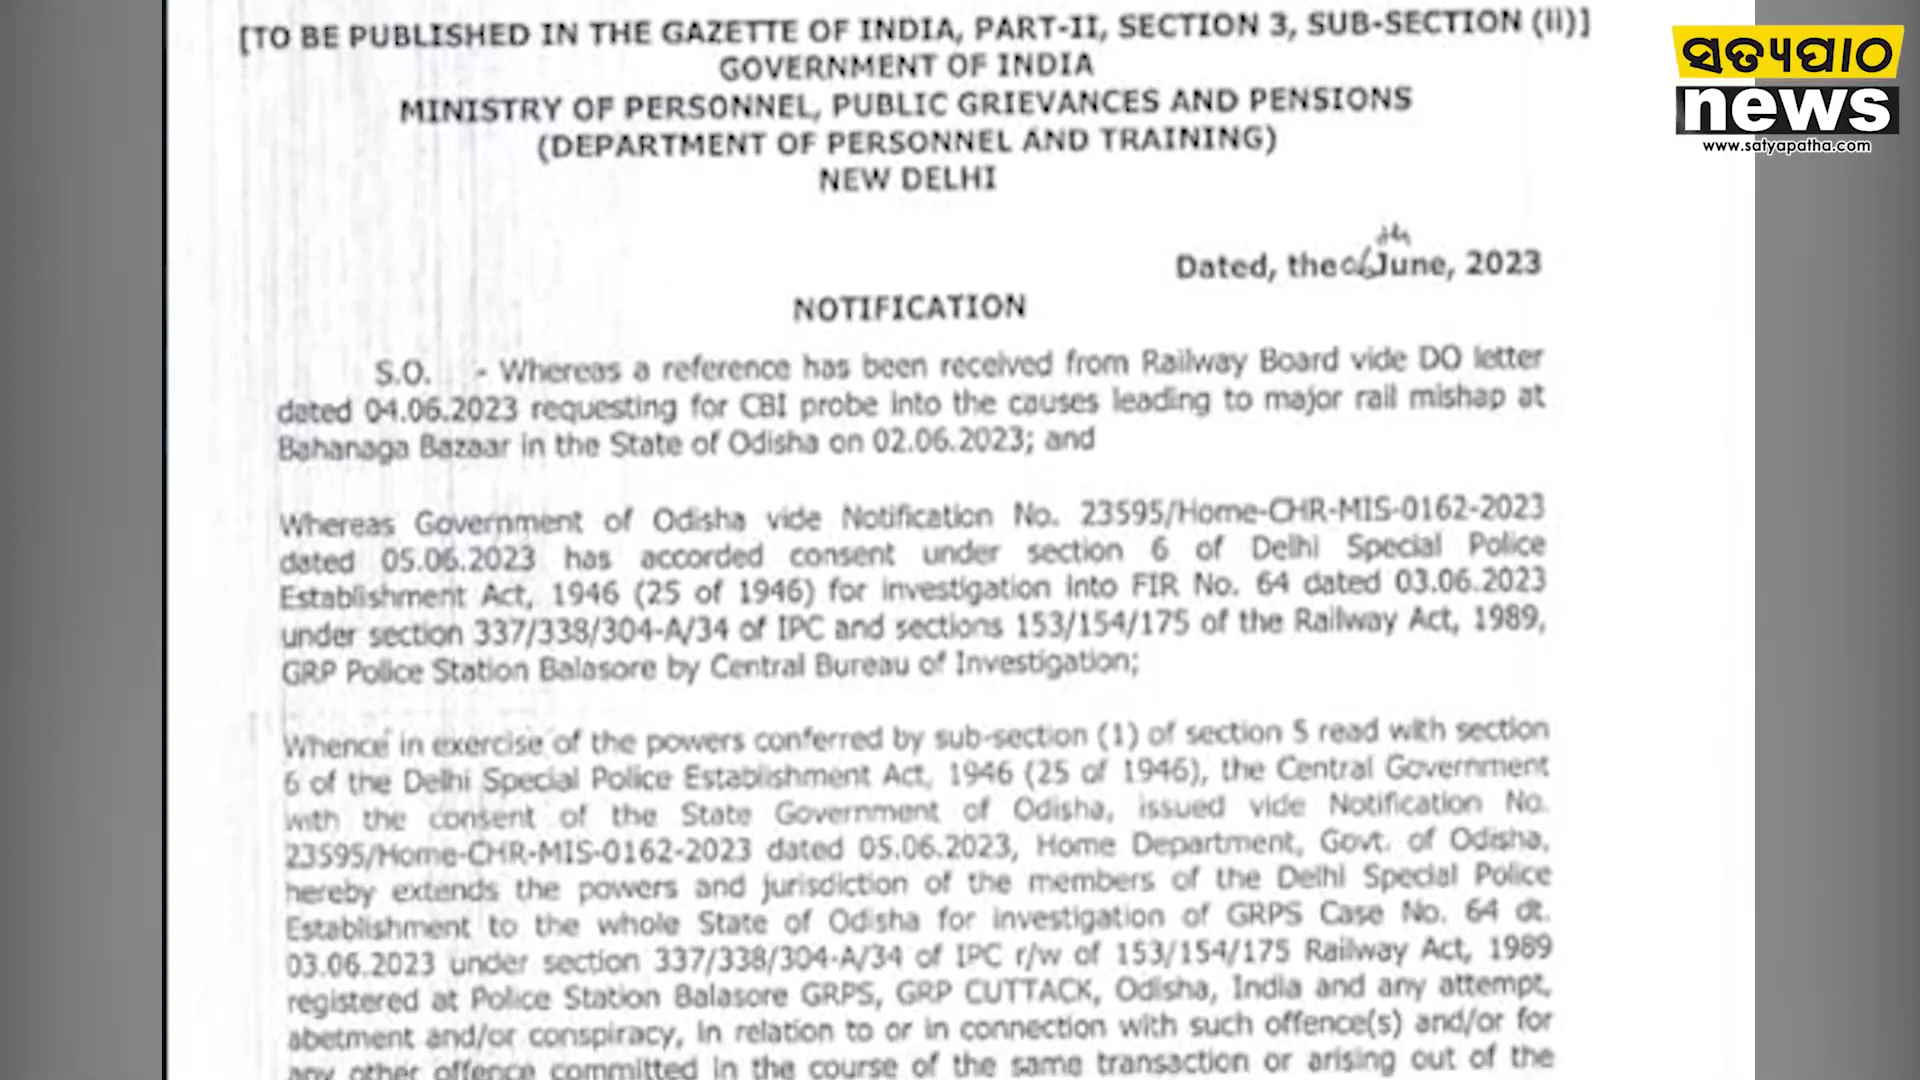 [TO BE PUBLISHED IN THE GAZETTE OF INDIA, PART-II, SECTION 3, SUB-SECTION (ii)]
GOVERNMENT OF INDIA
MINISTRY OF PERSONNEL, PUBLIC GRIEVANCES AND PENSIONS
(DEPARTMENT OF PERSONNEL AND TRAINING)
NEW DELHI
ସତ୍ୟପାଠ
news
www.satyapatha.com
Dated, the 06th June, 2023
NOTIFICATION
S.O. - Whereas a reference has been received from Railway Board vide DO letter
dated 04.06.2023 requesting for CBI probe into the causes leading to major rail mishap at
Bahanaga Bazaar in the State of Odisha on 02.06.2023; and
Whereas Government of Odisha vide Notification No. 23595/Home-CHR-MIS-0162-2023
dated 05.06.2023 has accorded consent under section 6 of Delhi Special Police
Establishment Act, 1946 (25 of 1946) for investigation into FIR No. 64 dated 03.06.2023
under section 337/338/304-A/34 of IPC and sections 153/154/175 of the Railway Act, 1989,
GRP Police Station Balasore by Central Bureau of Investigation;
Whence in exercise of the powers conferred by sub-section (1) of section 5 read with section
6 of the Delhi Special Police Establishment Act, 1946 (25 of 1946), the Central Government
with the consent of the State Government of Odisha, issued vide Notification No.
23595/Home-CHR-MIS-0162-2023 dated 05.06.2023, Home Department, Govt. of Odisha,
hereby extends the powers and jurisdiction of the members of the Delhi Special Police
Establishment to the whole State of Odisha for investigation of GRPS Case No. 64 dt.
03.06.2023 under section 337/338/304-A/34 of IPC r/w of 153/154/175 Railway Act, 1989
registered at Police Station Balasore GRPS, GRP CUTTACK, Odisha, India and any attempt,
abetment and/or conspiracy, in relation to or in connection with such offence(s) and/or for
any other offence committed in the course of the same transaction or arising out of the